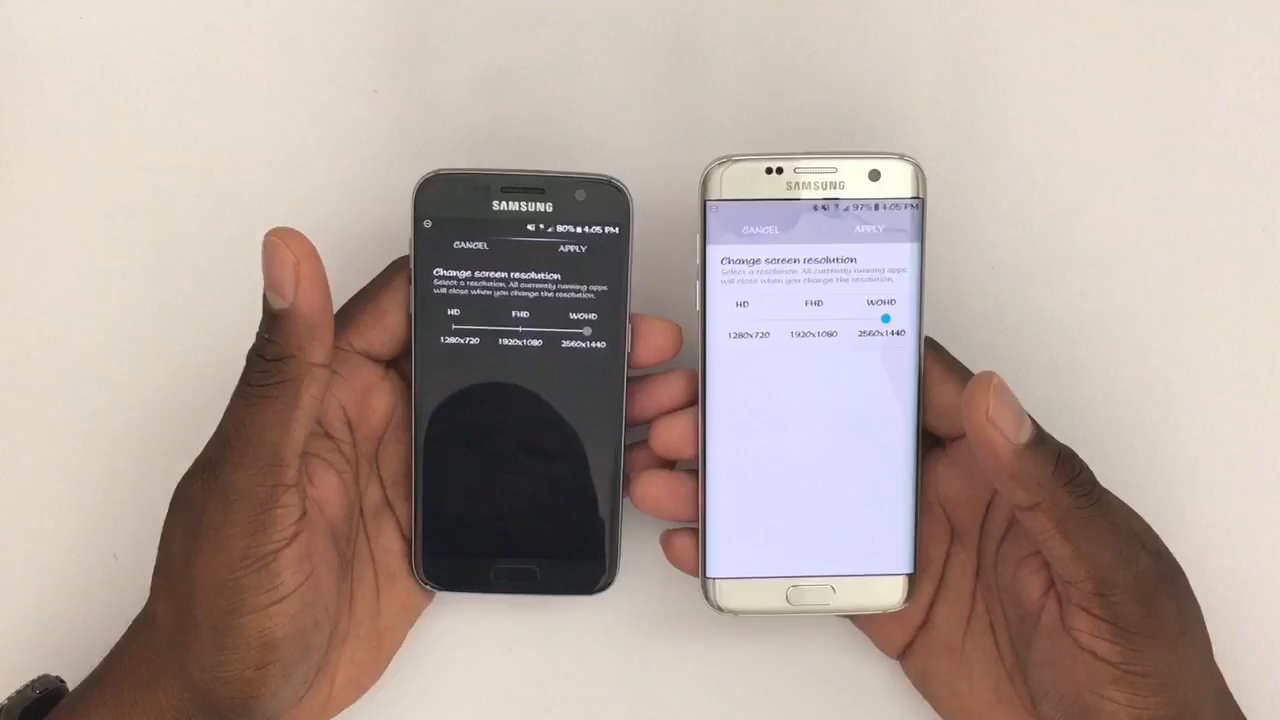 SAMSUNG
80% 4:05 PM
CANCEL APPLY
Change screen resolution
Select a resolution. All currently running apps
will close when you change the resolution.
HD FHD WQHD
1280x720 1920x1080 2560x1440
SAMSUNG
97% 4:05 PM
CANCEL APPLY
Change screen resolution
Select a resolution. All currently running apps
will close when you change the resolution.
HD FHD WQHD
1280x720 1920x1080 2560x1440